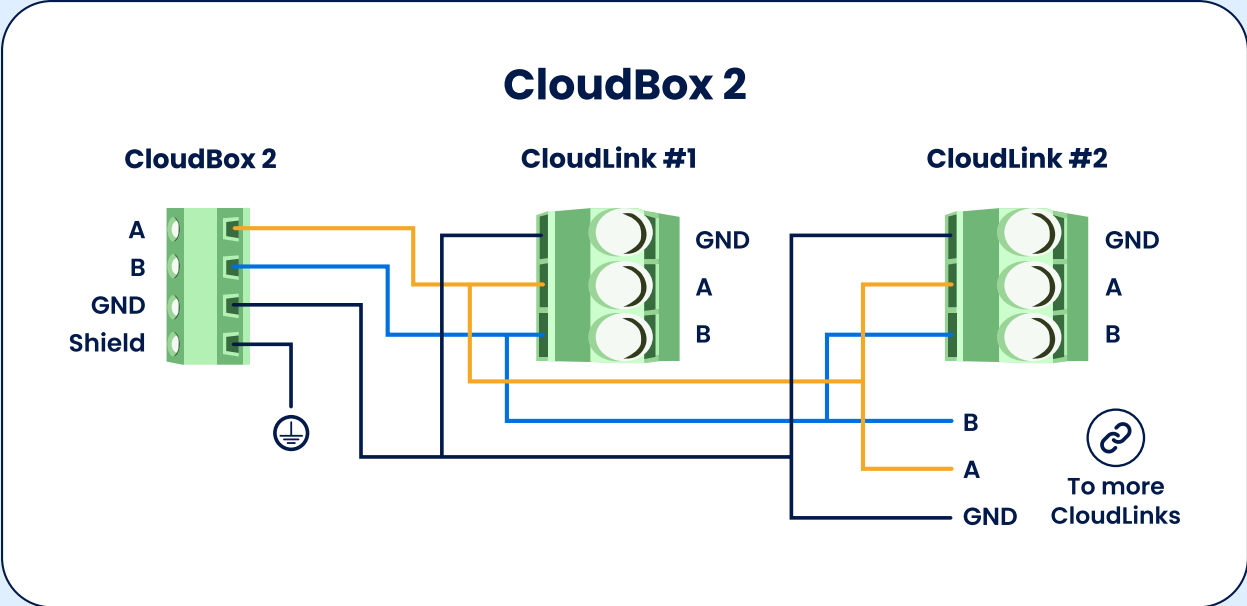 CloudBox 2
CloudBox 2
CloudLink #1
CloudLink #2
A
B
GND
Shield
GND
A
B
GND
A
B
B
A
GND
To more
CloudLinks